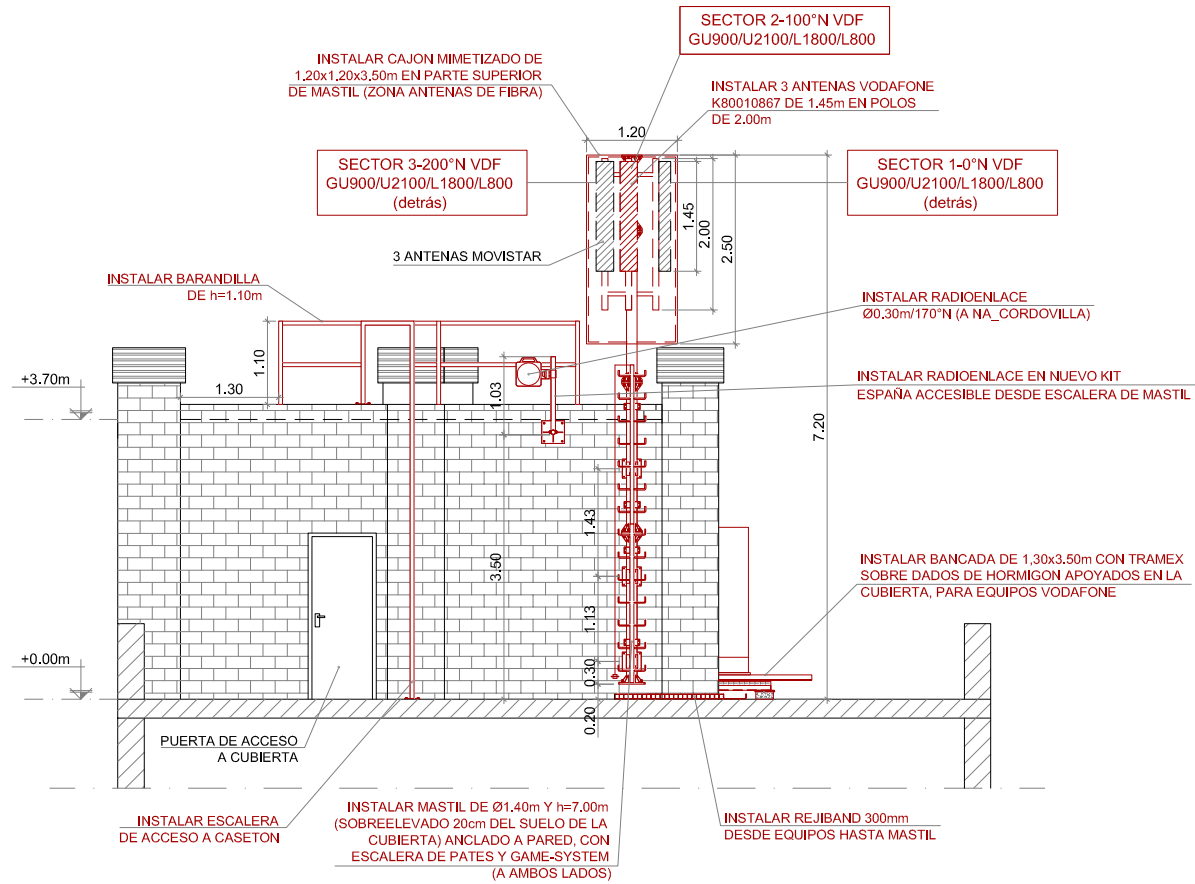 SECTOR 2-100°N VDF
GU900/U2100/L1800/L800
INSTALAR CAJON MIMETIZADO DE
1,20x1,20x3,50m EN PARTE SUPERIOR
DE MASTIL (ZONA ANTENAS DE FIBRA)
INSTALAR 3 ANTENAS VODAFONE
K80010867 DE 1.45m EN POLOS
DE 2.00m
1.20
SECTOR 3-200°N VDF
GU900/U2100/L1800/L800
(detrás)
SECTOR 1-0°N VDF
GU900/U2100/L1800/L800
(detrás)
1.45
2.00
2.50
3 ANTENAS MOVISTAR
INSTALAR BARANDILLA
DE h=1.10m
INSTALAR RADIOENLACE
Ø0.30m/170°N (A NA_CORDOVILLA)
1.10
+3.70m
1.30
1.03
INSTALAR RADIOENLACE EN NUEVO KIT
ESPAÑA ACCESIBLE DESDE ESCALERA DE MASTIL
7.20
1.43
3.50
INSTALAR BANCADA DE 1,30x3.50m CON TRAMEX
SOBRE DADOS DE HORMIGON APOYADOS EN LA
CUBIERTA, PARA EQUIPOS VODAFONE
1.13
+0.00m
0.30
0.20
PUERTA DE ACCESO
A CUBIERTA
INSTALAR ESCALERA
DE ACCESO A CASETON
INSTALAR MASTIL DE Ø1.40m Y h=7.00m
(SOBREELEVADO 20cm DEL SUELO DE LA
CUBIERTA) ANCLADO A PARED, CON
ESCALERA DE PATES Y GAME-SYSTEM
(A AMBOS LADOS)
INSTALAR REJIBAND 300mm
DESDE EQUIPOS HASTA MASTIL